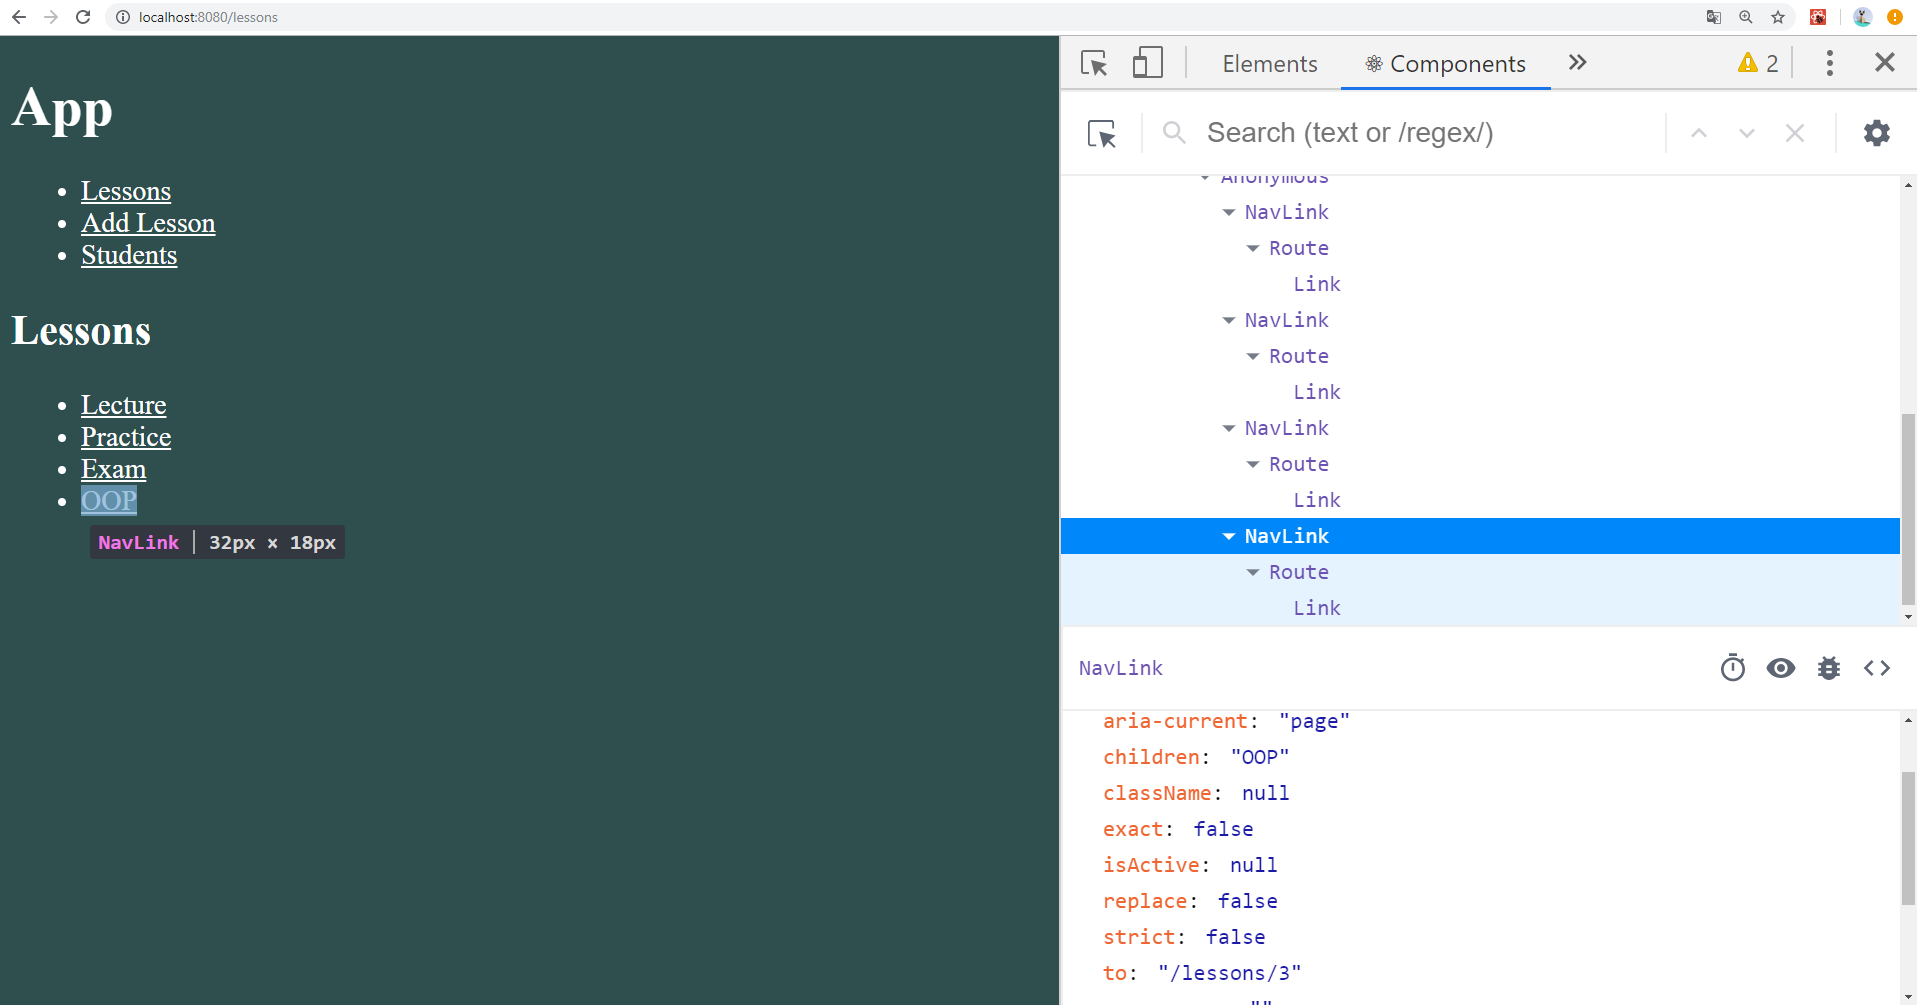 localhost:8080/lessons
App
Lessons
Add Lesson
Students
Lessons
Lecture
Practice
Exam
OOP
NavLink 32px × 18px
Elements Components 2
Search (text or /regex/)
Anonymous
NavLink
Route
Link
NavLink
Route
Link
NavLink
Route
Link
NavLink
Route
Link
NavLink
aria-current: "page"
children: "OOP"
className: null
exact: false
isActive: null
replace: false
strict: false
to: "/lessons/3"
""